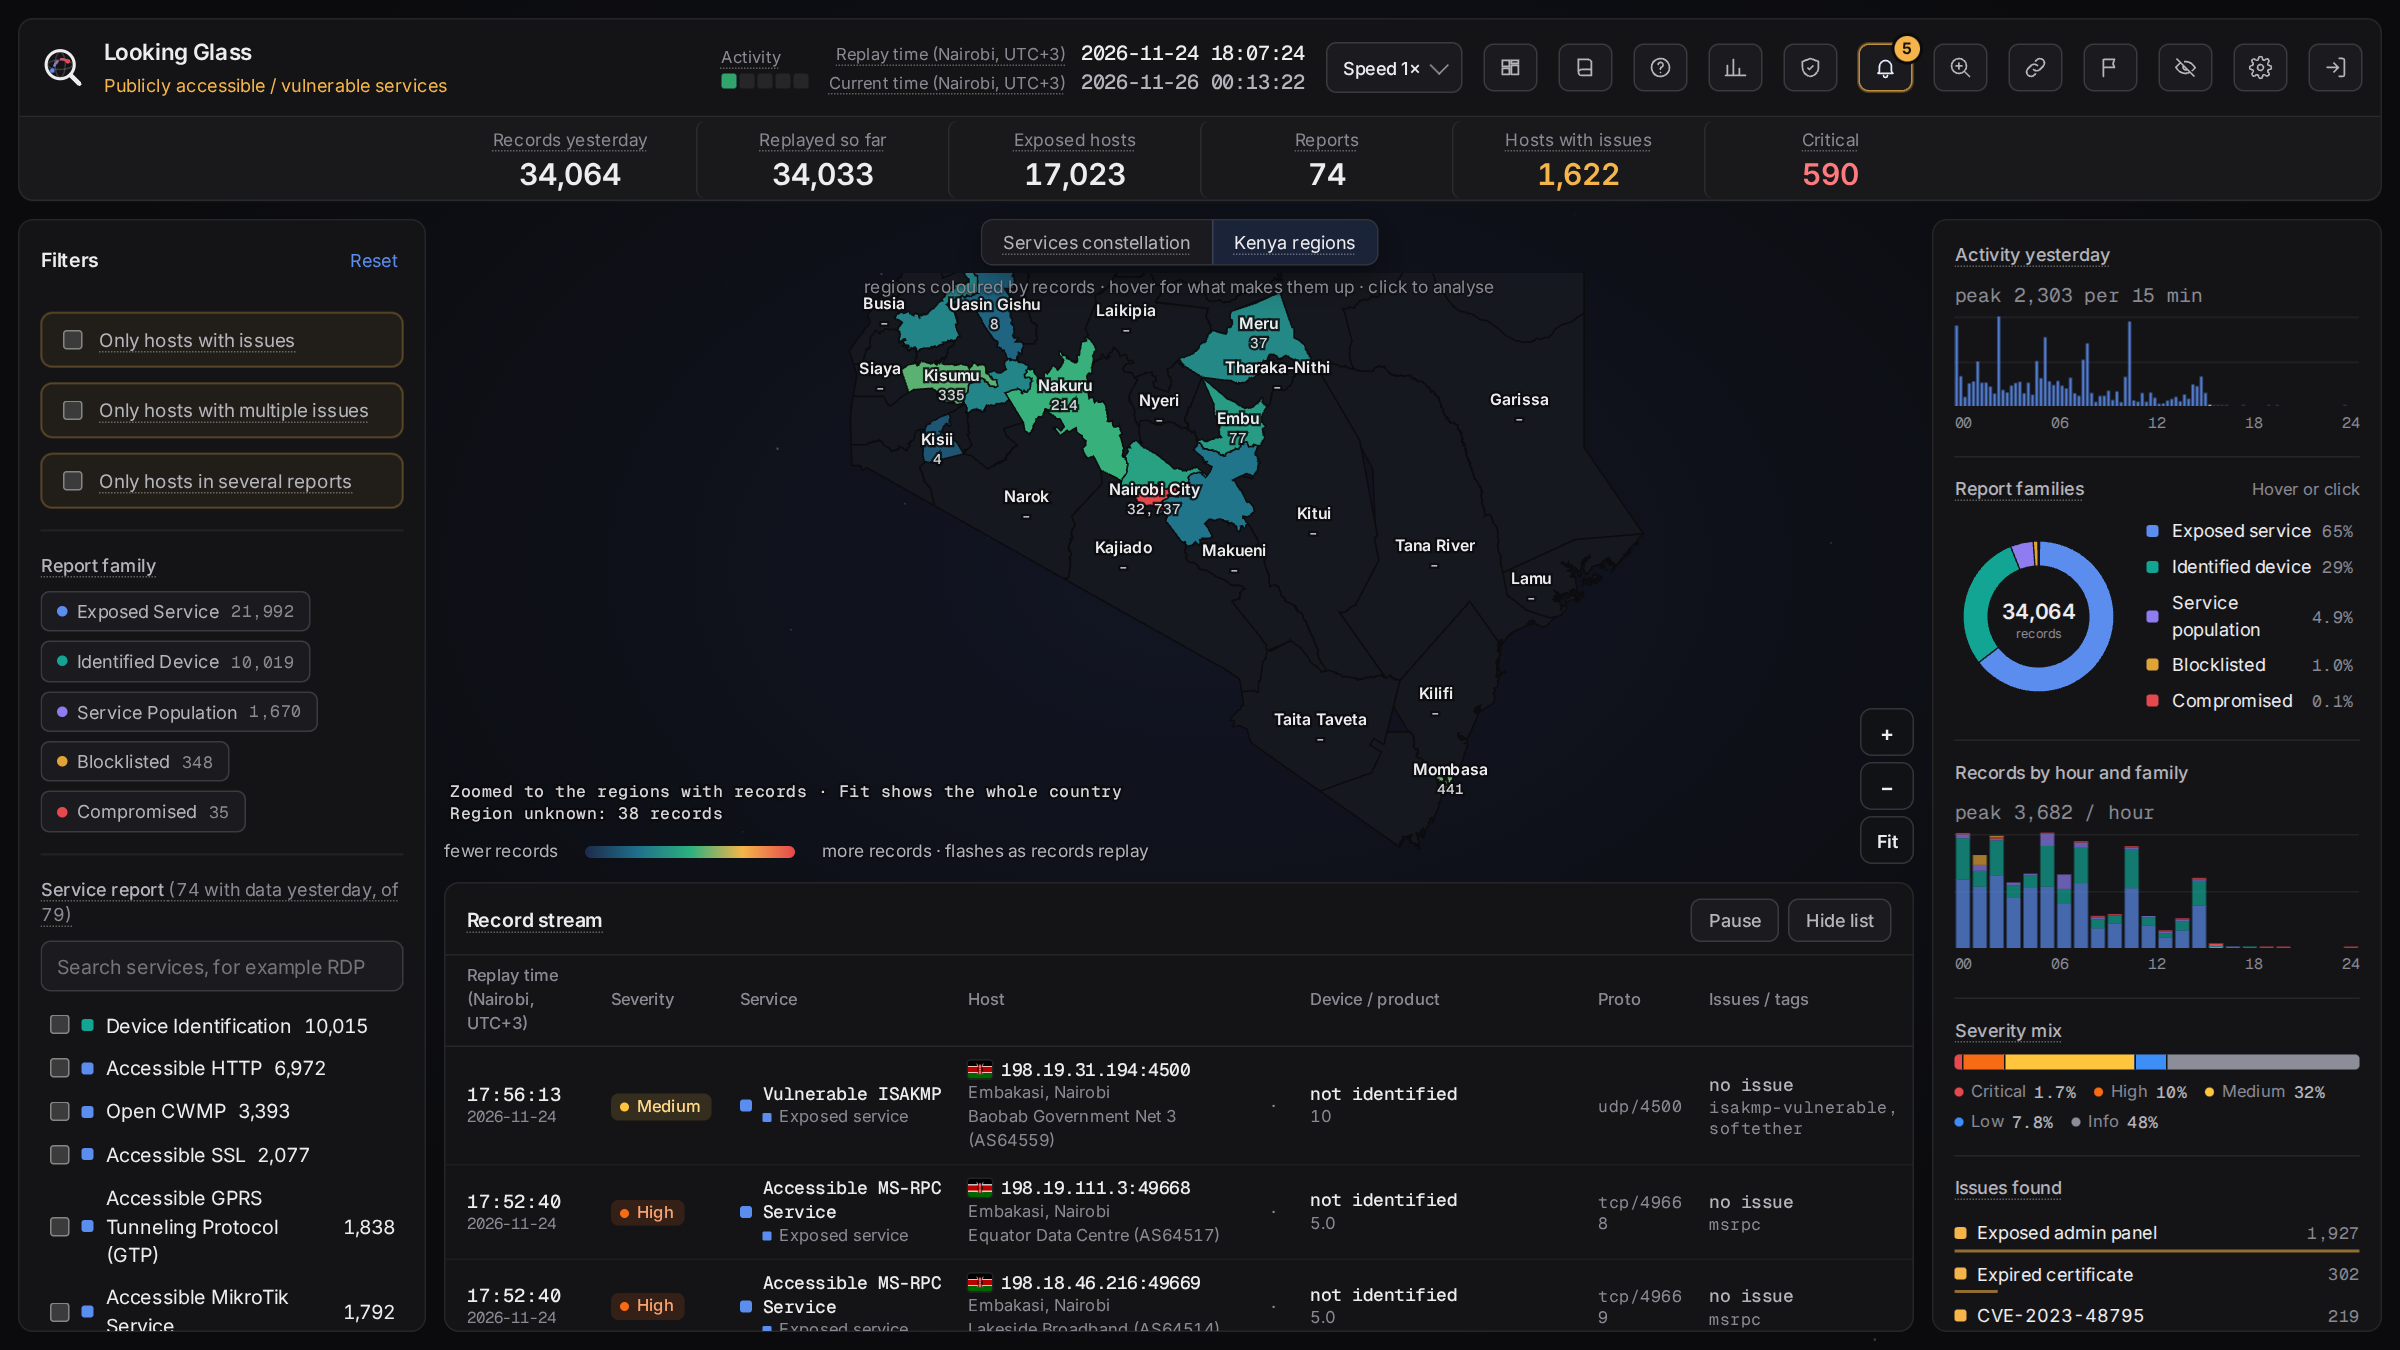 Looking Glass
Publicly accessible / vulnerable services
Activity
Replay time (Nairobi, UTC+3) 2026-11-24 18:07:24
Current time (Nairobi, UTC+3) 2026-11-26 00:13:22
Speed 1×
5
Records yesterday
34,064
Replayed so far
34,033
Exposed hosts
17,023
Reports
74
Hosts with issues
1,622
Critical
590
Filters
Reset
Only hosts with issues
Only hosts with multiple issues
Only hosts in several reports
Report family
Exposed Service 21,992
Identified Device 10,019
Service Population 1,670
Blocklisted 348
Compromised 35
Service report (74 with data yesterday, of
79)
Search services, for example RDP
Device Identification 10,015
Accessible HTTP 6,972
Open CWMP 3,393
Accessible SSL 2,077
Accessible GPRS
Tunneling Protocol
(GTP)
1,838
Accessible MikroTik
Service
1,792
Services constellation
Kenya regions
regions coloured by records · hover for what makes them up · click to analyse
Busia
–
Uasin Gishu
8
Laikipia
–
Meru
37
Siaya
–
Kisumu
335
Nakuru
214
Tharaka-Nithi
–
Nyeri
–
Garissa
–
Embu
77
Kisii
4
Narok
–
Nairobi City
32,737
Kitui
–
Kajiado
–
Makueni
–
Tana River
–
Lamu
–
Kilifi
–
Taita Taveta
–
Mombasa
441
+
−
Fit
Zoomed to the regions with records · Fit shows the whole country
Region unknown: 38 records
fewer records
more records · flashes as records replay
Record stream
Pause
Hide list
Replay time
(Nairobi,
UTC+3)
Severity
Service
Host
Device / product
Proto
Issues / tags
17:56:13
2026-11-24
Medium
Vulnerable ISAKMP
Exposed service
198.19.31.194:4500
Embakasi, Nairobi
Baobab Government Net 3
(AS64559)
·
not identified
10
udp/4500
no issue
isakmp-vulnerable,
softether
17:52:40
2026-11-24
High
Accessible MS-RPC
Service
Exposed service
198.19.111.3:49668
Embakasi, Nairobi
Equator Data Centre (AS64517)
·
not identified
5.0
tcp/4966
8
no issue
msrpc
17:52:40
2026-11-24
High
Accessible MS-RPC
Service
Exposed service
198.18.46.216:49669
Embakasi, Nairobi
Lakeside Broadband (AS64514)
·
not identified
5.0
tcp/4966
9
no issue
msrpc
Activity yesterday
peak 2,303 per 15 min
00 06 12 18 24
Report families
Hover or click
34,064
records
Exposed service 65%
Identified device 29%
Service
population
4.9%
Blocklisted 1.0%
Compromised 0.1%
Records by hour and family
peak 3,682 / hour
00 06 12 18 24
Severity mix
Critical 1.7% High 10% Medium 32%
Low 7.8% Info 48%
Issues found
Exposed admin panel 1,927
Expired certificate 302
CVE-2023-48795 219